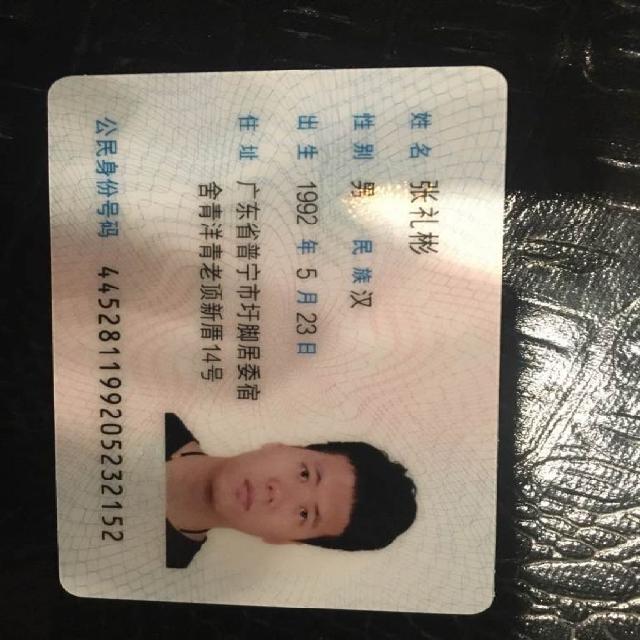 姓名 张礼彬
性别 男 民族 汉
出生 1992 年 5 月 23 日
住址 广东省普宁市圩脚居委宿
舍青洋青老顶新厝14号
公民身份号码 445281199205232152